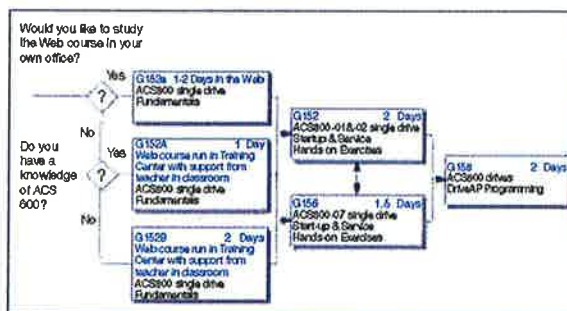 Would you like to study
the Web course in your
own office?
Yes
?
No
Do you
have a
knowledge
of ACS
600?
Yes
?
No
G153a 1-2 Days in the Web
ACS800 single drive
Fundamentals
G152A 1 Day
Web course run in Training
Center with support from
teacher in classroom
ACS800 single drive
Fundamentals
G152B 2 Days
Web course run in Training
Center with support from
teacher in classroom
ACS800 single drive
Fundamentals
G152 2 Days
ACS800-01&-02 single drive
Startup & Service
Hands on Exercises
G156 1,5 Days
ACS800-07 single drive
Start-up & Service
Hands on Exercises
G158 2 Days
ACS800 drives
DriveAP Programming